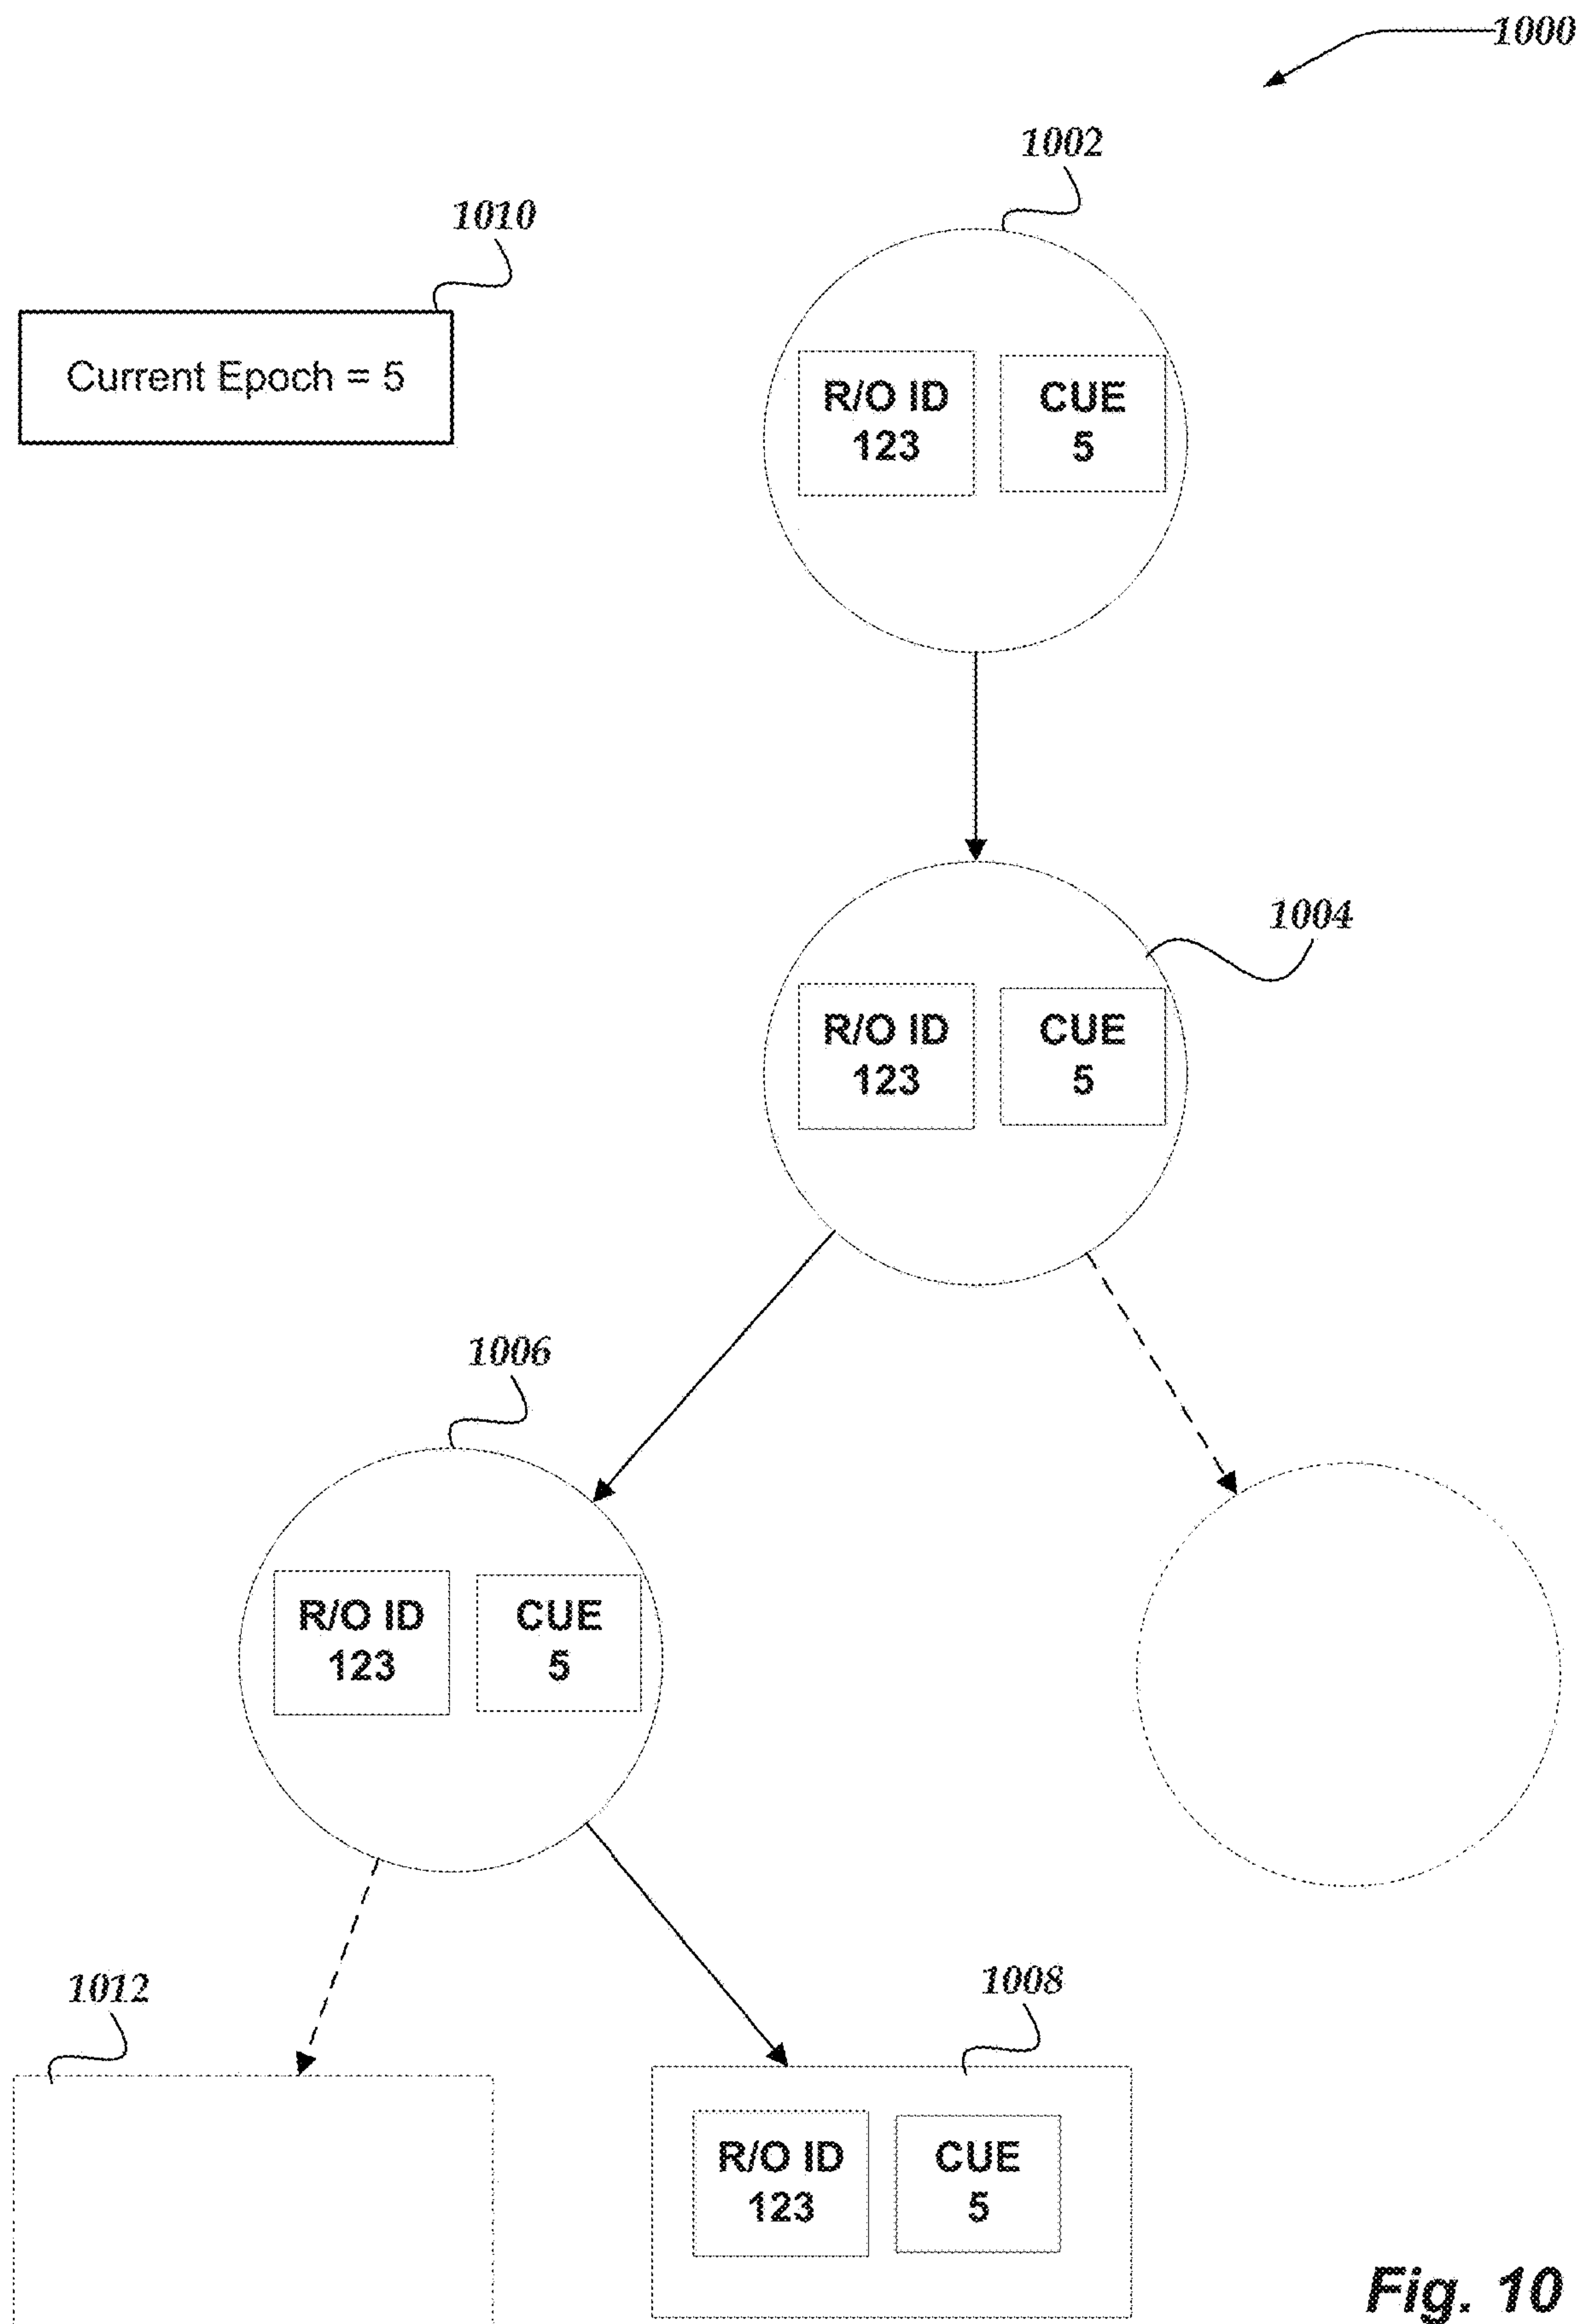 1000
1002
1010
Current Epoch = 5
R/O ID
123
CUE
5
1004
R/O ID
123
CUE
5
1006
R/O ID
123
CUE
5
1012
1008
R/O ID
123
CUE
5
Fig. 10